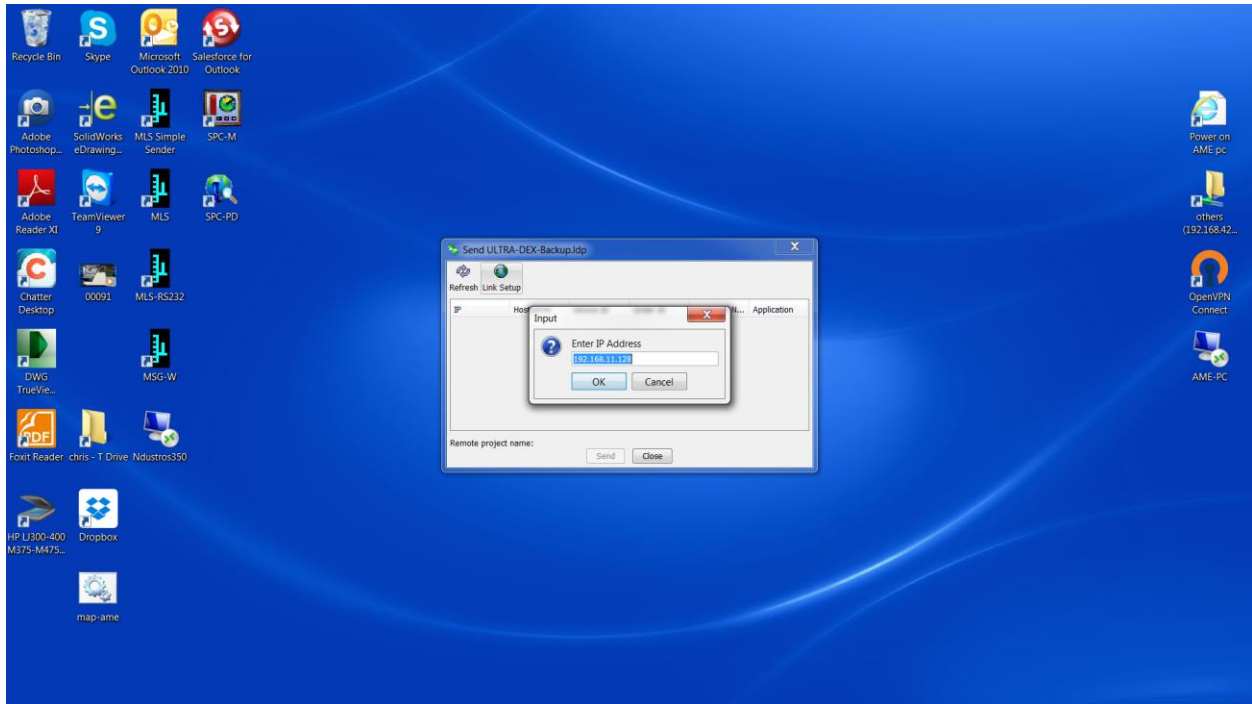 Recycle Bin
Skype
Microsoft
Outlook 2010
Salesforce for
Outlook
Adobe
Photoshop...
SolidWorks
eDrawing...
MLS Simple
Sender
SPC-M
Adobe
Reader XI
TeamViewer
9
MLS
SPC-PD
Chatter
Desktop
00091
MLS-RS232
DWG
TrueVie...
MSG-W
Foxit Reader
chris - T Drive
Ndustros350
HP LJ300-400
M375-M475...
Dropbox
map-ame
Send ULTRA-DEX-Backup.ldp
Refresh
Link Setup
IP
N...
Application
Input
Enter IP Address
192.168.11.128
OK
Cancel
Remote project name:
Send
Close
Power on
AME pc
others
(192.168.42...
OpenVPN
Connect
AME-PC